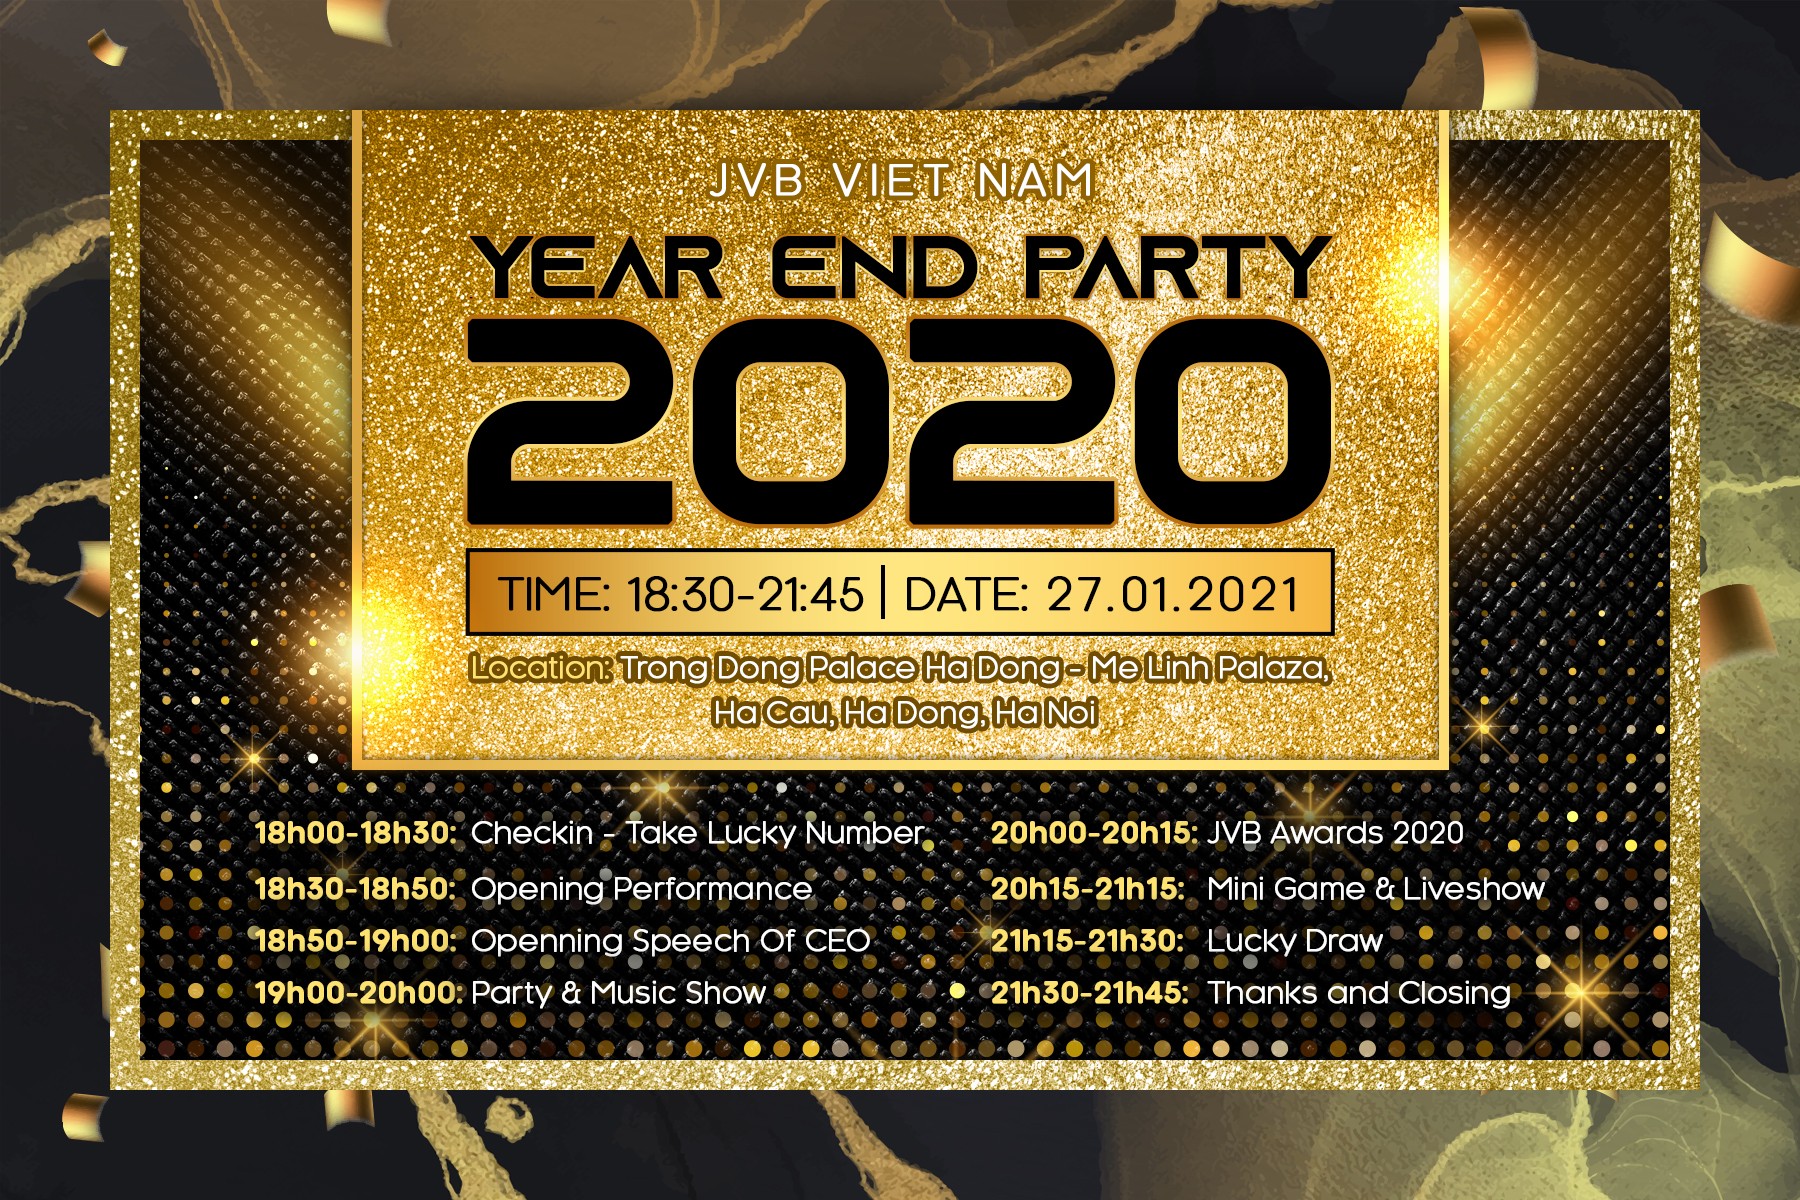 JVB VIET NAM
YEAR END PARTY
2020
TIME: 18:30-21:45 | DATE: 27.01.2021
Location: Trong Dong Palace Ha Dong - Me Linh Palaza,
Ha Cau, Ha Dong, Ha Noi
18h00-18h30: Checkin - Take Lucky Number
18h30-18h50: Opening Performance
18h50-19h00: Openning Speech Of CEO
19h00-20h00: Party & Music Show
20h00-20h15: JVB Awards 2020
20h15-21h15: Mini Game & Liveshow
21h15-21h30: Lucky Draw
21h30-21h45: Thanks and Closing